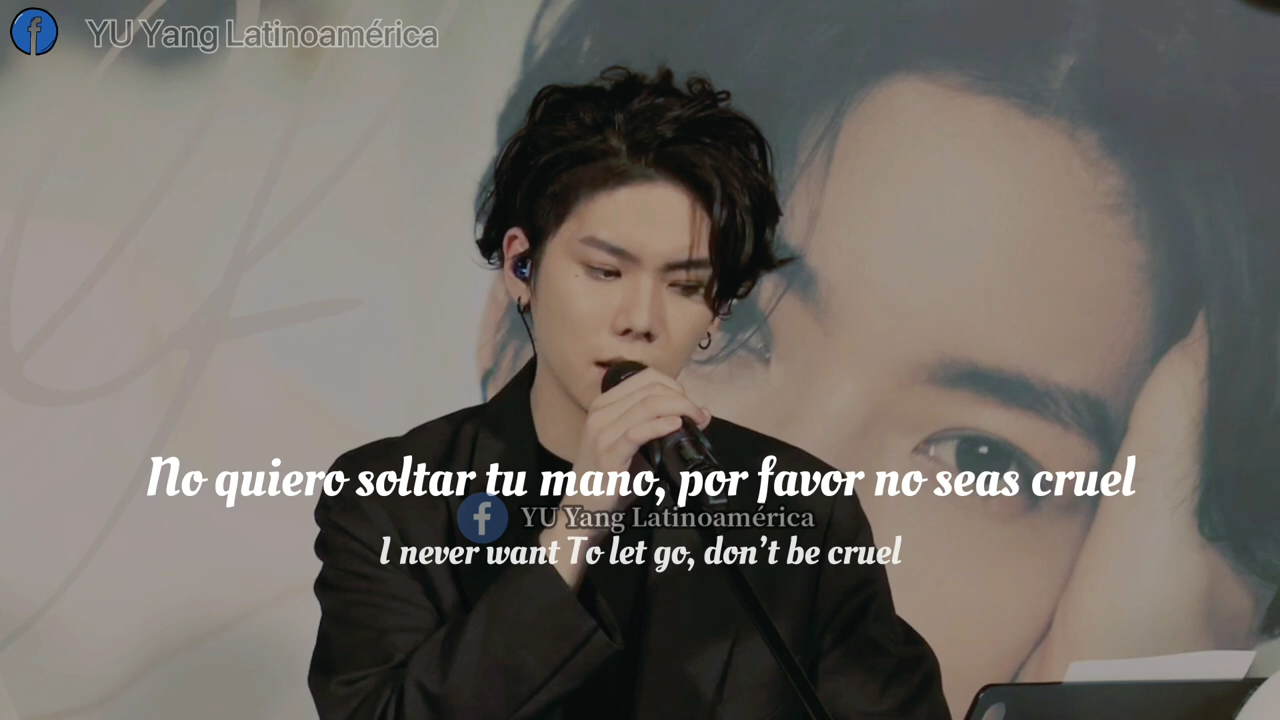 YU Yang Latinoamérica
No quiero soltar tu mano, por favor no seas cruel
YU Yang Latinoamérica
I never want To let go, don't be cruel